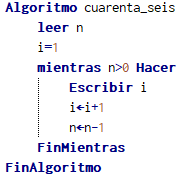 Algoritmo cuarenta_seis
leer n
i=1
mientras n>0 Hacer
Escribir i
i←i+1
n←n-1
FinMientras
FinAlgoritmo